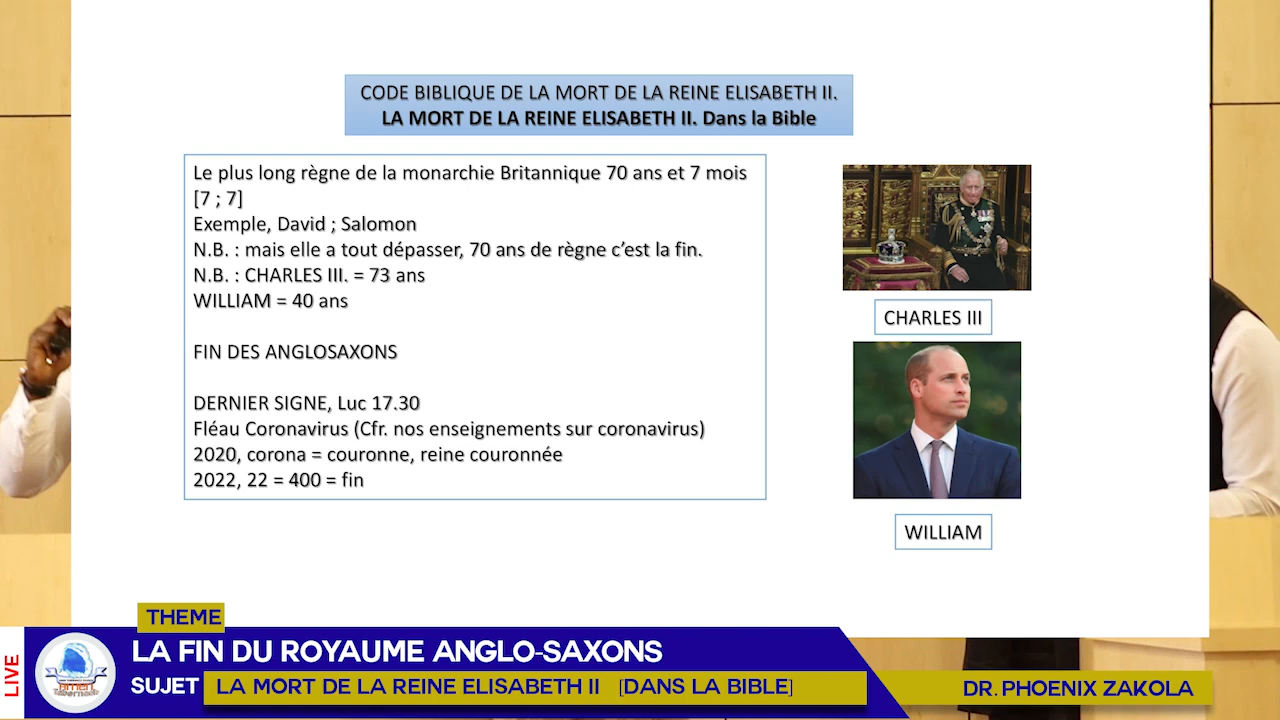 CODE BIBLIQUE DE LA MORT DE LA REINE ELISABETH II.
LA MORT DE LA REINE ELISABETH II. Dans la Bible
Le plus long règne de la monarchie Britannique 70 ans et 7 mois
[7 ; 7]
Exemple, David ; Salomon
N.B. : mais elle a tout dépasser, 70 ans de règne c’est la fin.
N.B. : CHARLES III. = 73 ans
WILLIAM = 40 ans
FIN DES ANGLOSAXONS
DERNIER SIGNE, Luc 17.30
Fléau Coronavirus (Cfr. nos enseignements sur coronavirus)
2020, corona = couronne, reine couronnée
2022, 22 = 400 = fin
CHARLES III
WILLIAM
THEME
LA FIN DU ROYAUME ANGLO-SAXONS
SUJET
LA MORT DE LA REINE ELISABETH II [DANS LA BIBLE]
DR. PHOENIX ZAKOLA
LIVE